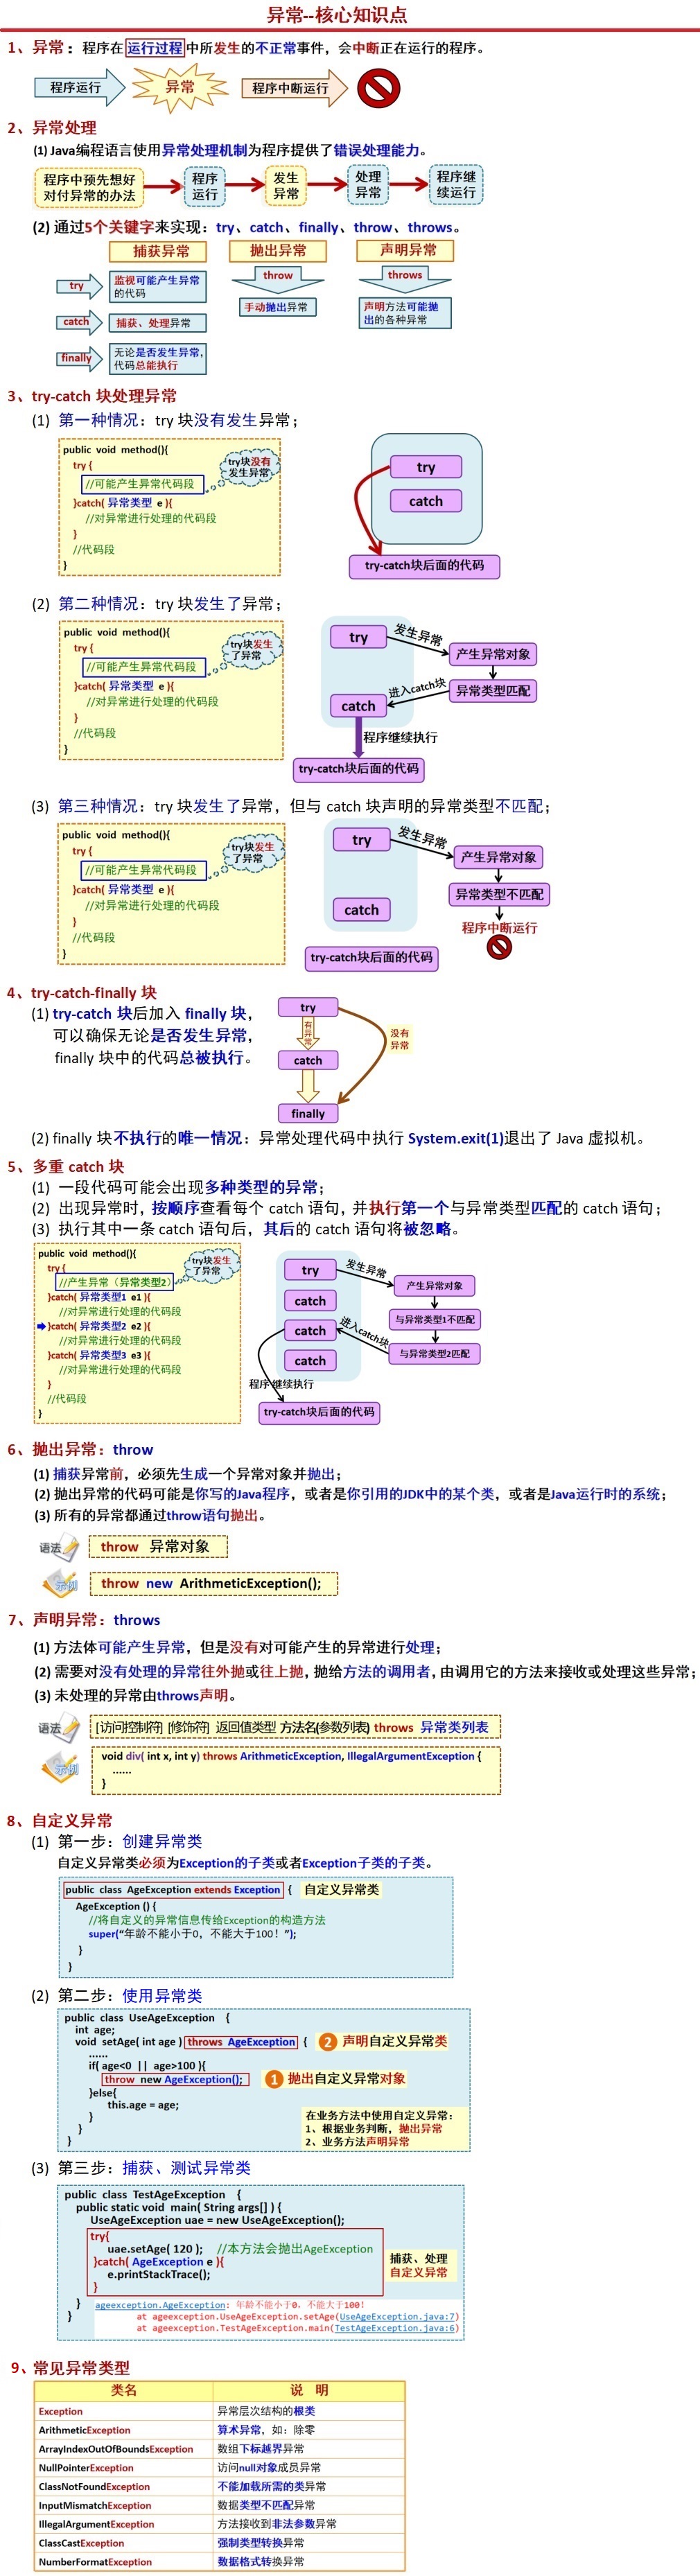 异常--核心知识点
1、异常：程序在运行过程中所发生的不正常事件，会中断正在运行的程序。
程序运行 异常 程序中断运行
2、异常处理
(1) Java编程语言使用异常处理机制为程序提供了错误处理能力。
程序中预先想好对付异常的办法 程序运行 发生异常 处理异常 程序继续运行
(2) 通过5个关键字来实现：try、catch、finally、throw、throws。
捕获异常 抛出异常 声明异常
try 监视可能产生异常的代码 throw throws
手动抛出异常 声明方法可能抛出的各种异常
catch 捕获、处理异常
finally 无论是否发生异常，代码总能执行
3、try-catch 块处理异常
(1) 第一种情况：try 块没有发生异常；
public void method(){
try {
//可能产生异常代码段
}catch( 异常类型 e ){
//对异常进行处理的代码段
}
//代码段
}
try块没有发生异常
try
catch
try-catch块后面的代码
(2) 第二种情况：try 块发生了异常；
public void method(){
try {
//可能产生异常代码段
}catch( 异常类型 e ){
//对异常进行处理的代码段
}
//代码段
}
try块发生了异常
try 发生异常 产生异常对象
异常类型匹配
进入catch块
catch
程序继续执行
try-catch块后面的代码
(3) 第三种情况：try 块发生了异常，但与 catch 块声明的异常类型不匹配；
public void method(){
try {
//可能产生异常代码段
}catch( 异常类型 e ){
//对异常进行处理的代码段
}
//代码段
}
try块发生了异常
try 发生异常 产生异常对象
异常类型不匹配
catch
程序中断运行
try-catch块后面的代码
4、try-catch-finally 块
(1) try-catch 块后加入 finally 块，
可以确保无论是否发生异常，
finally 块中的代码总被执行。
try
有异常
没有异常
catch
finally
(2) finally 块不执行的唯一情况：异常处理代码中执行 System.exit(1)退出了 Java 虚拟机。
5、多重 catch 块
(1) 一段代码可能会出现多种类型的异常；
(2) 出现异常时，按顺序查看每个 catch 语句，并执行第一个与异常类型匹配的 catch 语句；
(3) 执行其中一条 catch 语句后，其后的 catch 语句将被忽略。
public void method(){
try {
//产生异常（异常类型2）
}catch( 异常类型1 e1 ){
//对异常进行处理的代码段
}catch( 异常类型2 e2 ){
//对异常进行处理的代码段
}catch( 异常类型3 e3 ){
//对异常进行处理的代码段
}
//代码段
}
try块发生了异常
try 发生异常 产生异常对象
catch 与异常类型1不匹配
catch 进入catch块 与异常类型2匹配
catch
程序继续执行
try-catch块后面的代码
6、抛出异常：throw
(1) 捕获异常前，必须先生成一个异常对象并抛出；
(2) 抛出异常的代码可能是你写的Java程序，或者是你引用的JDK中的某个类，或者是Java运行时的系统；
(3) 所有的异常都通过throw语句抛出。
语法 throw 异常对象
示例 throw new ArithmeticException();
7、声明异常：throws
(1) 方法体可能产生异常，但是没有对可能产生的异常进行处理；
(2) 需要对没有处理的异常往外抛或往上抛，抛给方法的调用者，由调用它的方法来接收或处理这些异常；
(3) 未处理的异常由throws声明。
语法 [访问控制符] [修饰符] 返回值类型 方法名(参数列表) throws 异常类列表
示例 void div( int x, int y) throws ArithmeticException, IllegalArgumentException {
......
}
8、自定义异常
(1) 第一步：创建异常类
自定义异常类必须为Exception的子类或者Exception子类的子类。
public class AgeException extends Exception { 自定义异常类
AgeException () {
//将自定义的异常信息传给Exception的构造方法
super(“年龄不能小于0，不能大于100！”);
}
}
(2) 第二步：使用异常类
public class UseAgeException {
int age;
void setAge( int age ) throws AgeException { 2 声明自定义异常类
......
if( age<0 || age>100 ){
throw new AgeException(); 1 抛出自定义异常对象
}else{
this.age = age;
}
}
}
在业务方法中使用自定义异常：
1、根据业务判断，抛出异常
2、业务方法声明异常
(3) 第三步：捕获、测试异常类
public class TestAgeException {
public static void main( String args[] ) {
UseAgeException uae = new UseAgeException();
try{
uae.setAge( 120 ); //本方法会抛出AgeException
}catch( AgeException e ){
e.printStackTrace();
}
}
}
捕获、处理自定义异常
ageexception.AgeException: 年龄不能小于0，不能大于100!
at ageexception.UseAgeException.setAge(UseAgeException.java:7)
at ageexception.TestAgeException.main(TestAgeException.java:6)
9、常见异常类型
类名 说 明
Exception 异常层次结构的根类
ArithmeticException 算术异常，如：除零
ArrayIndexOutOfBoundsException 数组下标越界异常
NullPointerException 访问null对象成员异常
ClassNotFoundException 不能加载所需的类异常
InputMismatchException 数据类型不匹配异常
IllegalArgumentException 方法接收到非法参数异常
ClassCastException 强制类型转换异常
NumberFormatException 数据格式转换异常